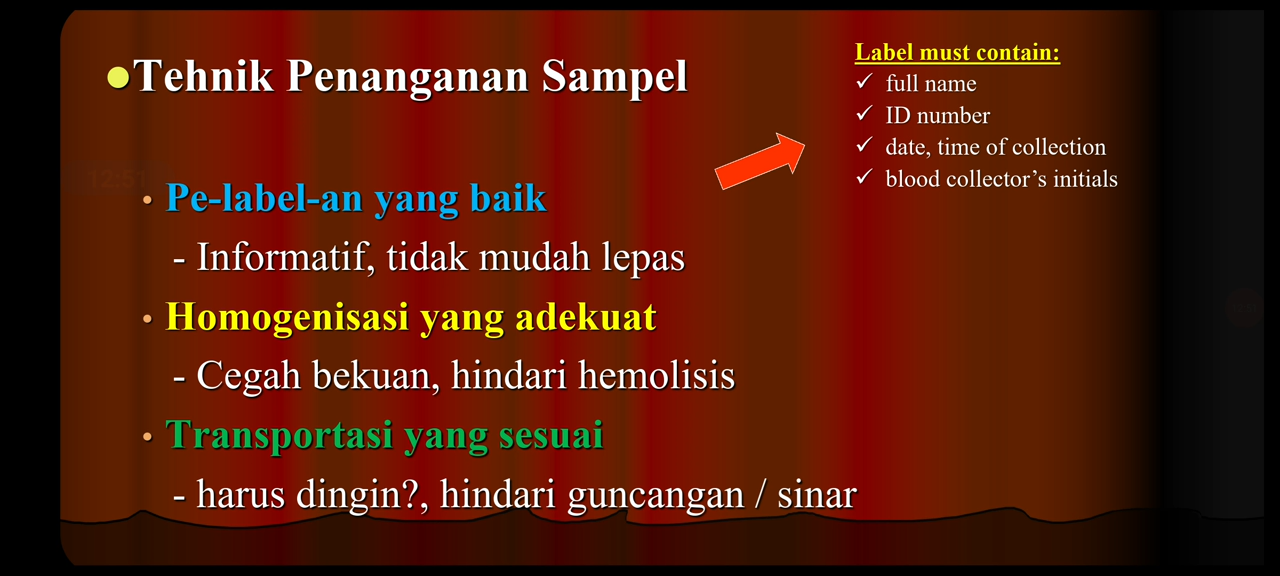 Tehnik Penanganan Sampel
Label must contain:
✓ full name
✓ ID number
✓ date, time of collection
✓ blood collector’s initials
12:51
• Pe-label-an yang baik
- Informatif, tidak mudah lepas
• Homogenisasi yang adekuat
- Cegah bekuan, hindari hemolisis
• Transportasi yang sesuai
- harus dingin?, hindari guncangan / sinar